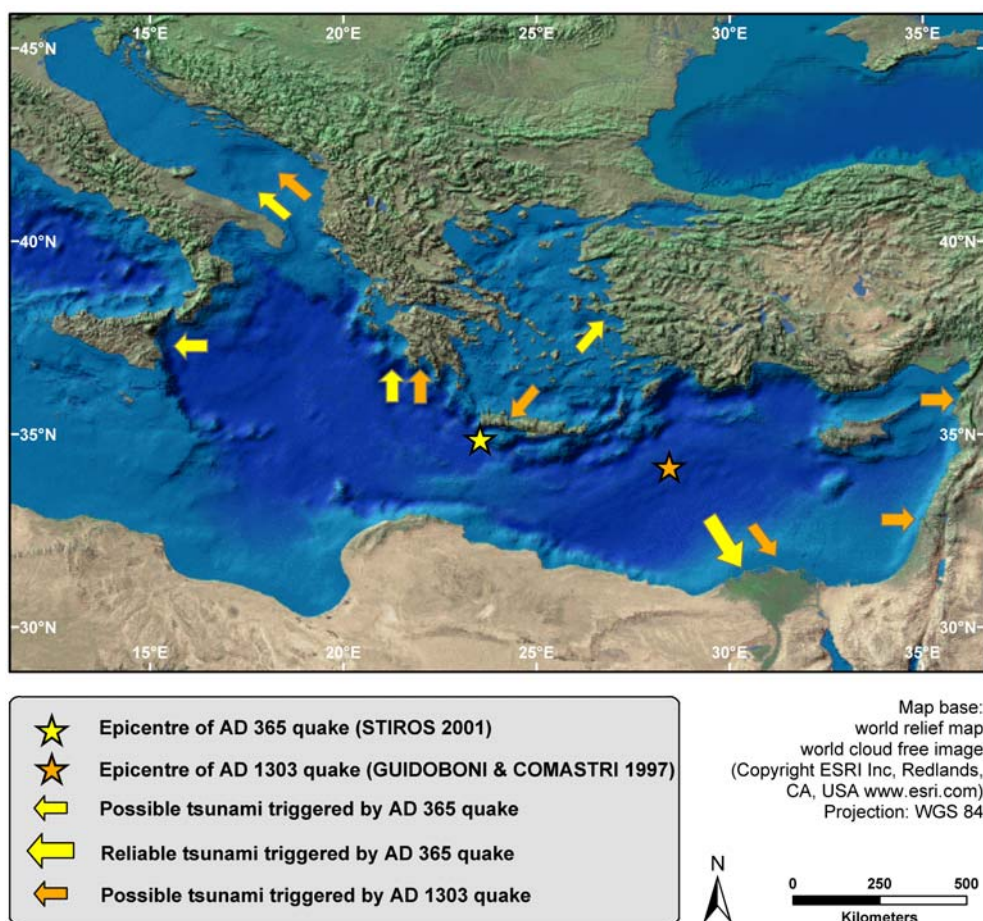 45°N
15°E
20°E
25°E
30°E
35°E
45°N
40°N
40°N
35°N
35°N
30°N
30°N
15°E
20°E
25°E
30°E
35°E
Epicentre of AD 365 quake (STIROS 2001)
Epicentre of AD 1303 quake (GUIDOBONI & COMASTRI 1997)
Possible tsunami triggered by AD 365 quake
Reliable tsunami triggered by AD 365 quake
Possible tsunami triggered by AD 1303 quake
Map base:
world relief map
world cloud free image
(Copyright ESRI Inc, Redlands,
CA, USA www.esri.com)
Projection: WGS 84
N
0 250 500
Kilometers